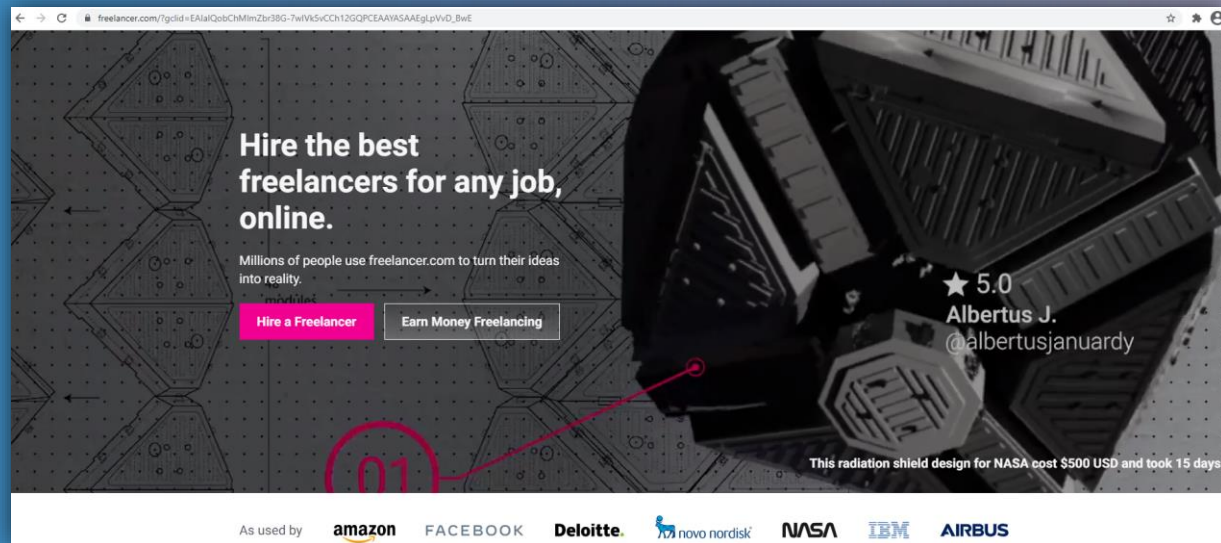 freelancer.com/?gclid=EAIaIQobChMImZbr38G-7wIVk5vCCh12GQPCEAAYASAAEgLpVvD_BwE
Hire the best
freelancers for any job,
online.
Millions of people use freelancer.com to turn their ideas
into reality.
modules
Hire a Freelancer
Earn Money Freelancing
5.0
Albertus J.
@albertusjanuardy
01
This radiation shield design for NASA cost $500 USD and took 15 days
As used by
amazon
FACEBOOK
Deloitte.
novo nordisk
NASA
IBM
AIRBUS